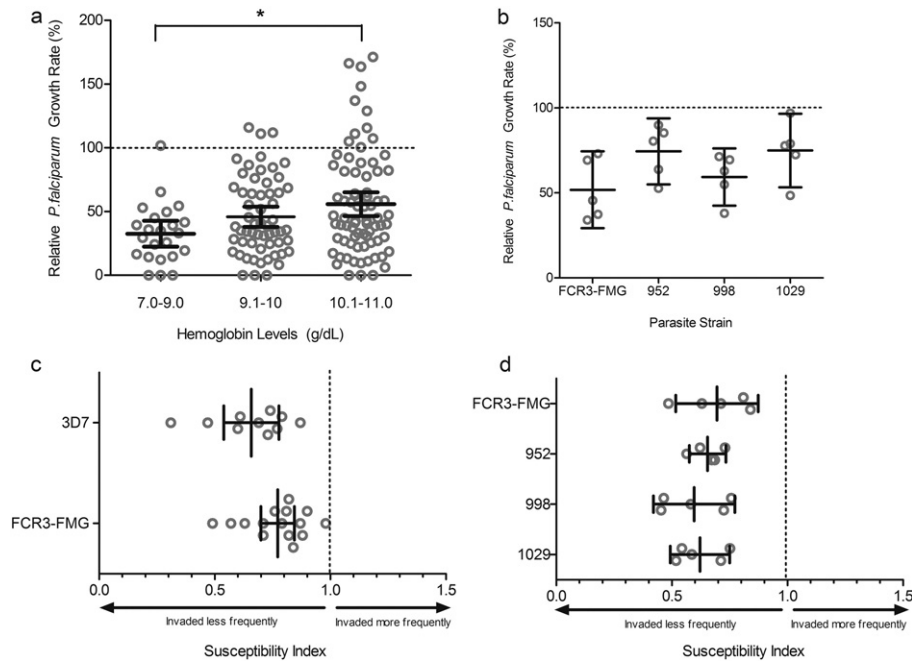 a
*
200
150
100
50
0
Relative P.falciparum Growth Rate (%)
7.0-9.0 9.1-10 10.1-11.0
Hemoglobin Levels (g/dL)
b
150
100
50
0
Relative P.falciparum Growth Rate (%)
FCR3-FMG 952 998 1029
Parasite Strain
c
3D7
FCR3-FMG
0.0 0.5 1.0 1.5
Invaded less frequently Invaded more frequently
Susceptibility Index
d
FCR3-FMG
952
998
1029
0.0 0.5 1.0 1.5
Invaded less frequently Invaded more frequently
Susceptibility Index